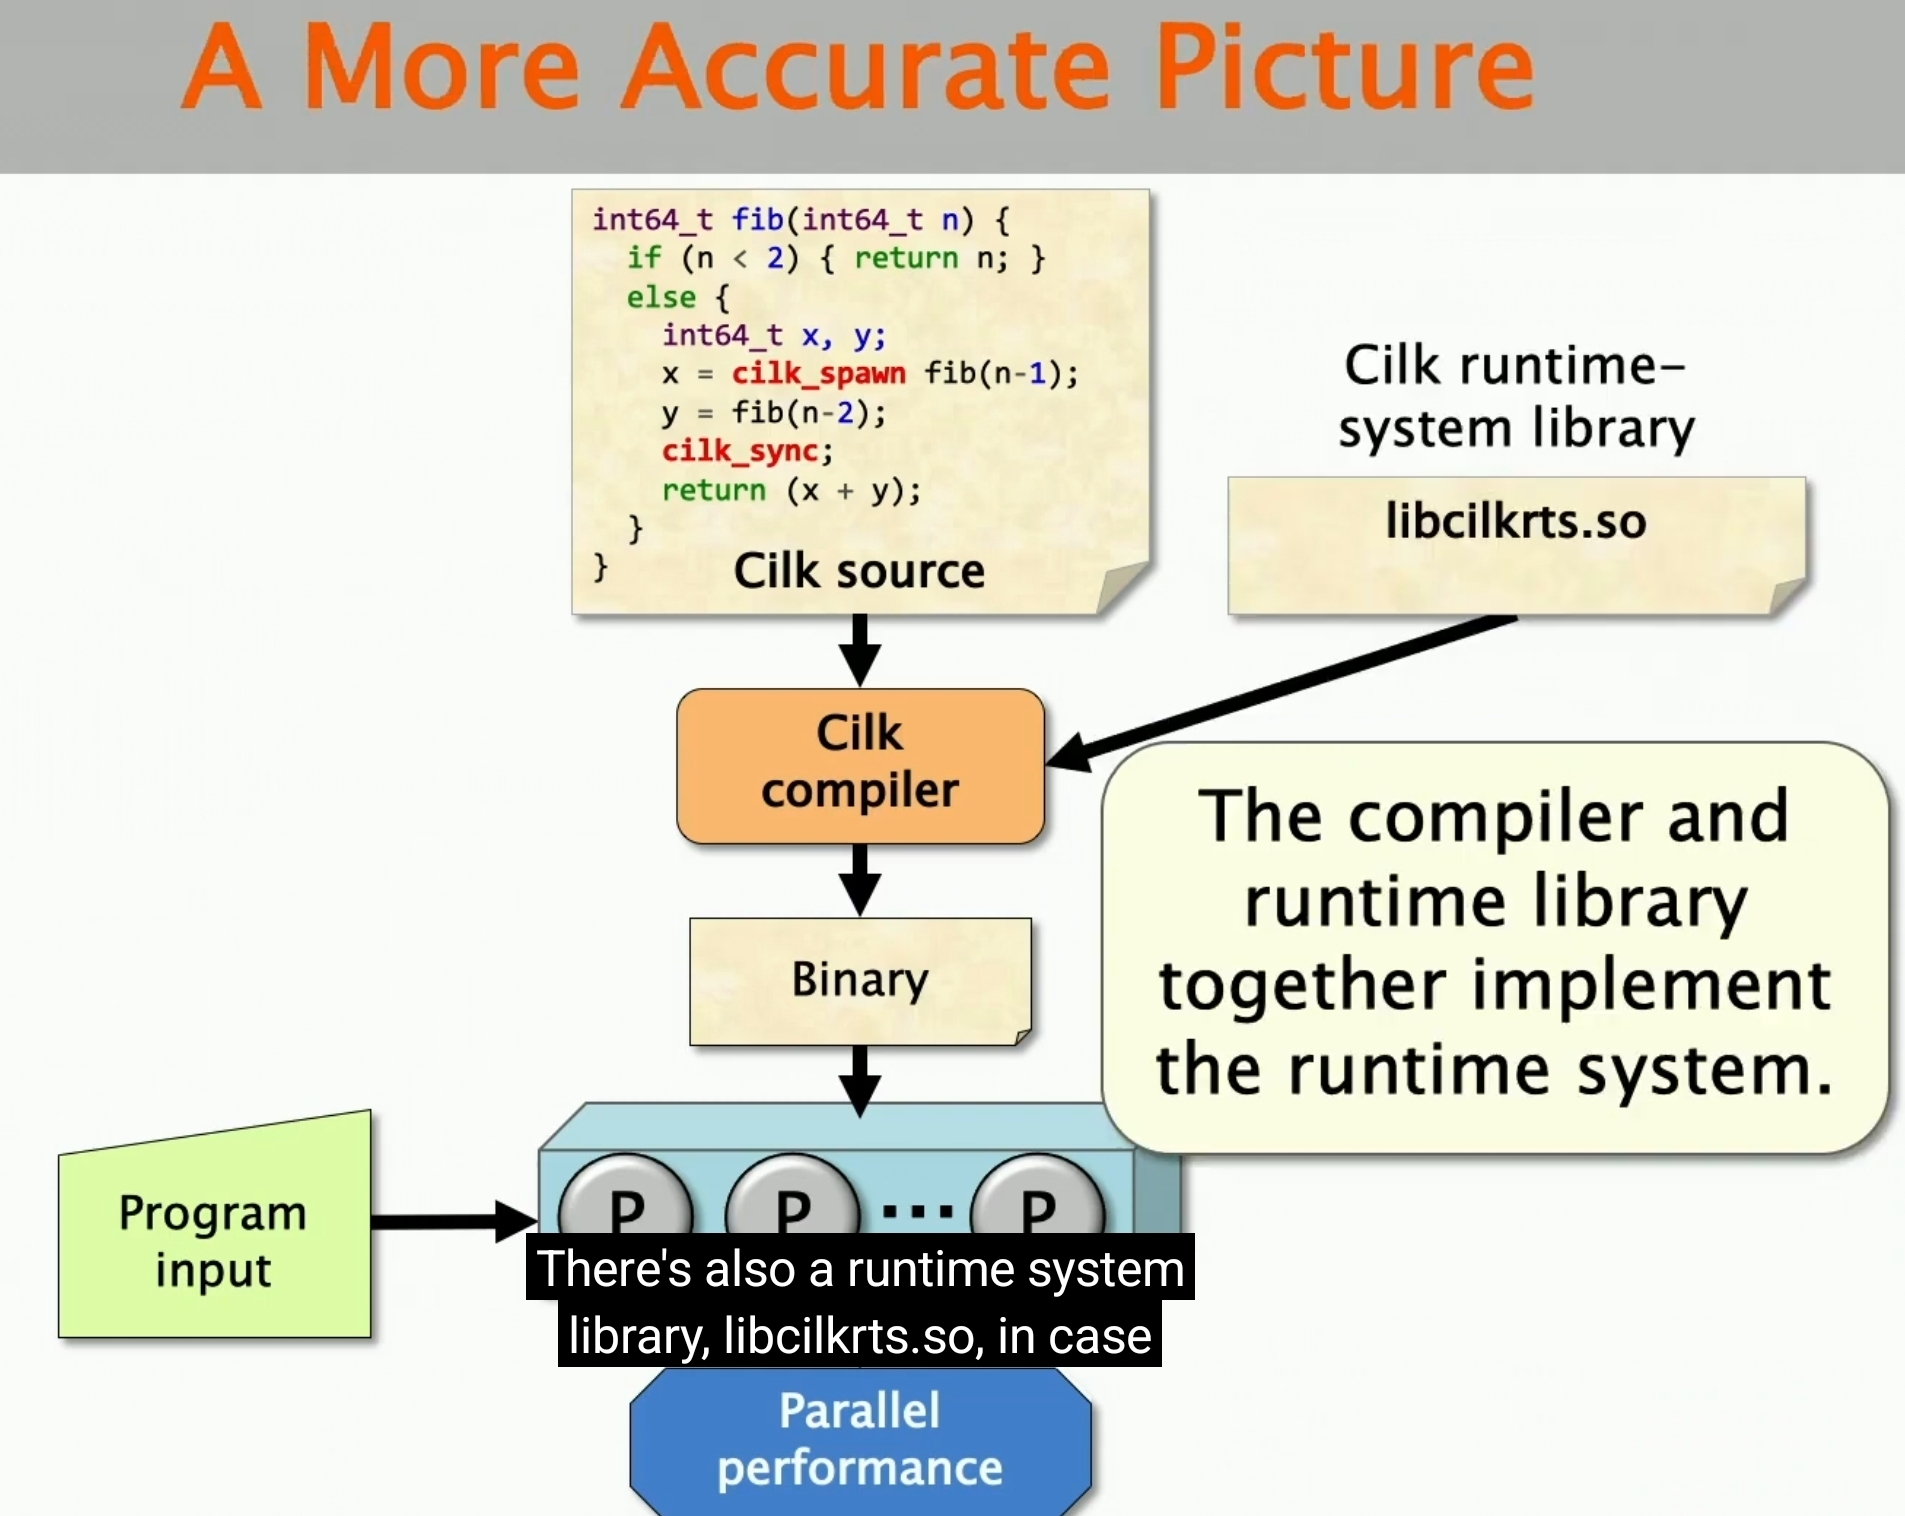 A More Accurate Picture
int64_t fib(int64_t n) {
if (n < 2) { return n; }
else {
int64_t x, y;
x = cilk_spawn fib(n-1);
y = fib(n-2);
cilk_sync;
return (x + y);
}
}
Cilk source
Cilk runtime-
system library
libcilkrts.so
Cilk
compiler
The compiler and
runtime library
together implement
the runtime system.
Binary
Program
input
P P ... P
There's also a runtime system
library, libcilkrts.so, in case
Parallel
performance